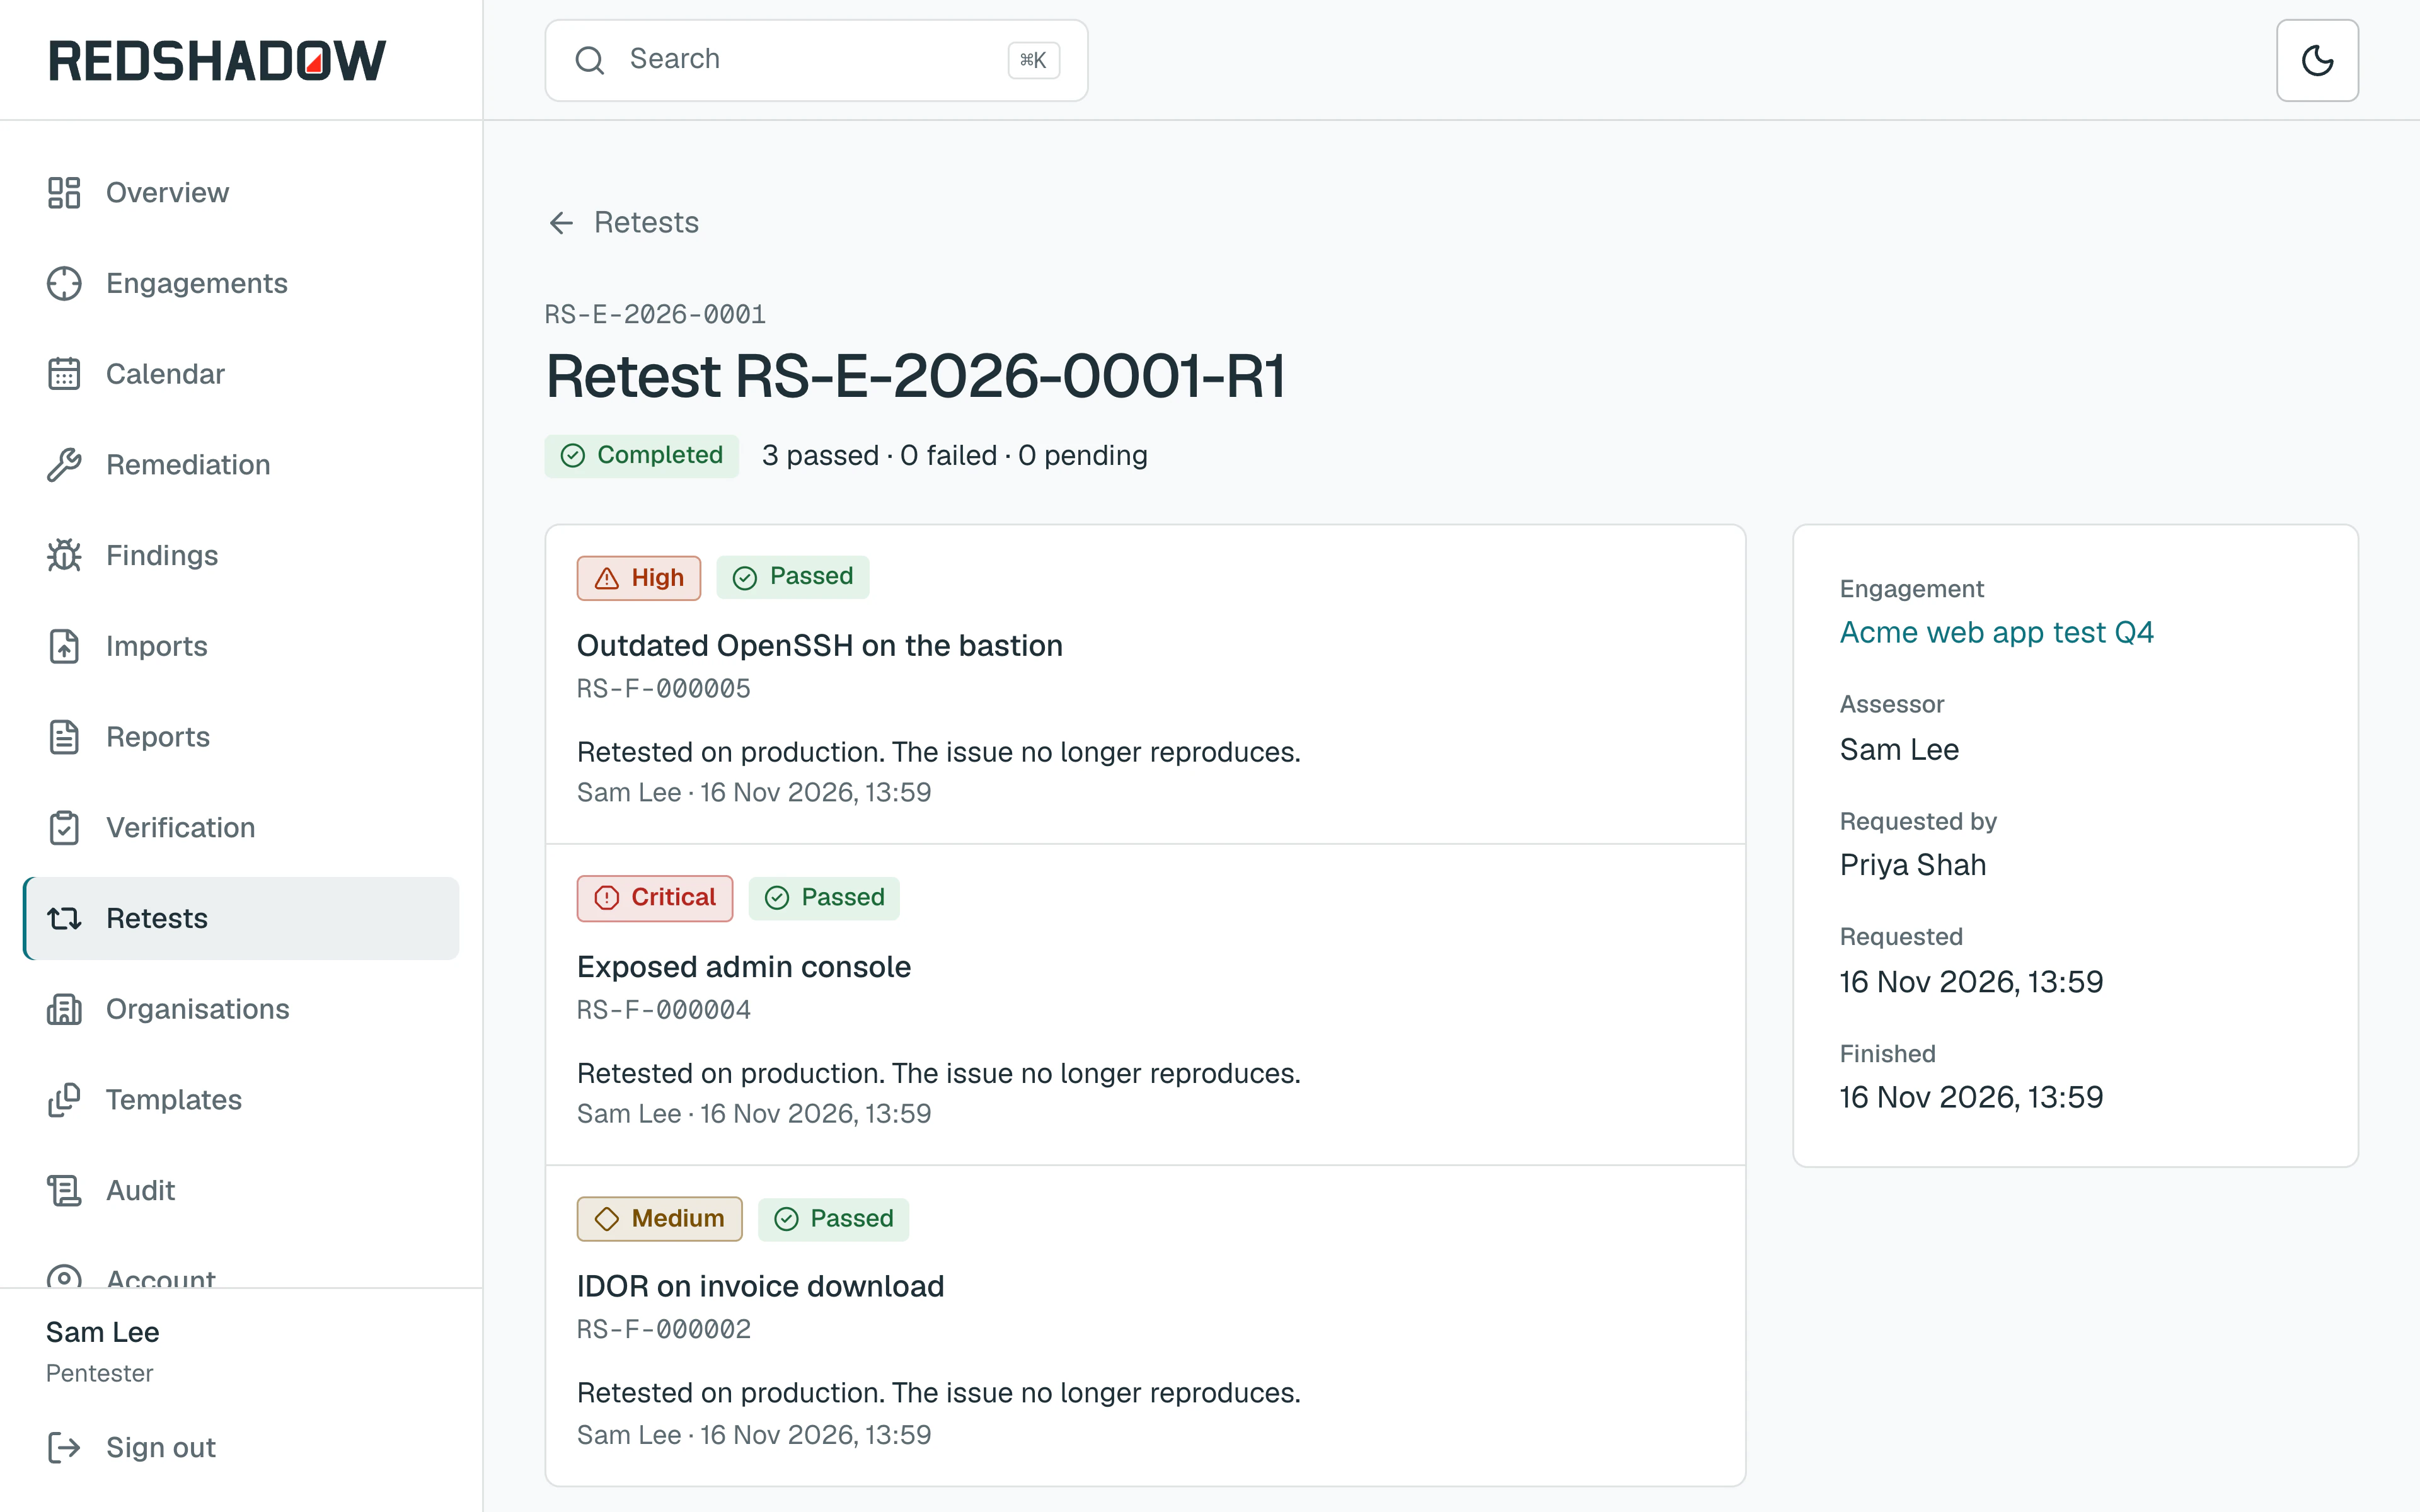 REDSHADOW
Search
⌘K
Overview
Engagements
Calendar
Remediation
Findings
Imports
Reports
Verification
Retests
Organisations
Templates
Audit
Account
Sam Lee
Pentester
Sign out
Retests
RS-E-2026-0001
Retest RS-E-2026-0001-R1
Completed 3 passed · 0 failed · 0 pending
High Passed
Outdated OpenSSH on the bastion
RS-F-000005
Retested on production. The issue no longer reproduces.
Sam Lee · 16 Nov 2026, 13:59
Critical Passed
Exposed admin console
RS-F-000004
Retested on production. The issue no longer reproduces.
Sam Lee · 16 Nov 2026, 13:59
Medium Passed
IDOR on invoice download
RS-F-000002
Retested on production. The issue no longer reproduces.
Sam Lee · 16 Nov 2026, 13:59
Engagement
Acme web app test Q4
Assessor
Sam Lee
Requested by
Priya Shah
Requested
16 Nov 2026, 13:59
Finished
16 Nov 2026, 13:59